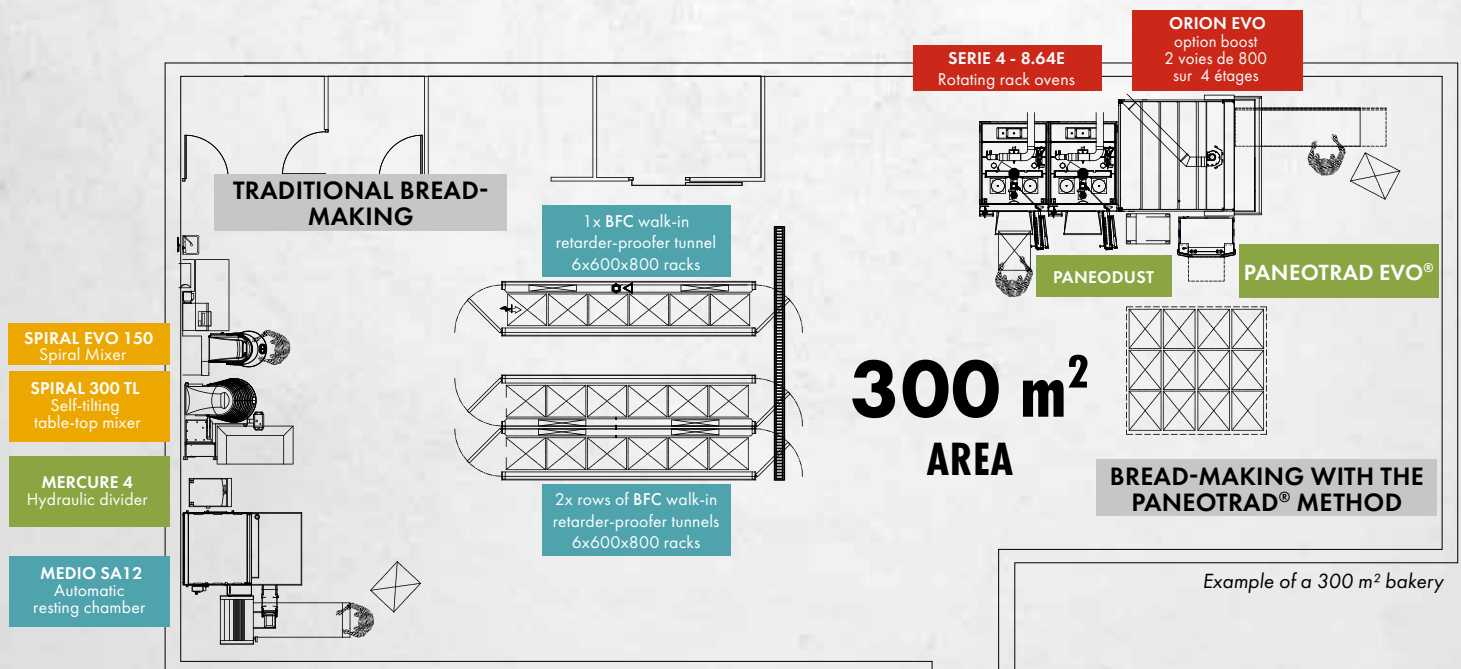 ORION EVO
option boost
2 voies de 800
sur 4 étages
SERIE 4 - 8.64E
Rotating rack ovens
TRADITIONAL BREAD-
MAKING
1x BFC walk-in
retarder-proofer tunnel
6x600x800 racks
PANEODUST
PANEOTRAD EVO®
SPIRAL EVO 150
Spiral Mixer
SPIRAL 300 TL
Self-tilting
table-top mixer
300 m²
AREA
MERCURE 4
Hydraulic divider
BREAD-MAKING WITH THE
PANEOTRAD® METHOD
2x rows of BFC walk-in
retarder-proofer tunnels
6x600x800 racks
MEDIO SA12
Automatic
resting chamber
Example of a 300 m² bakery